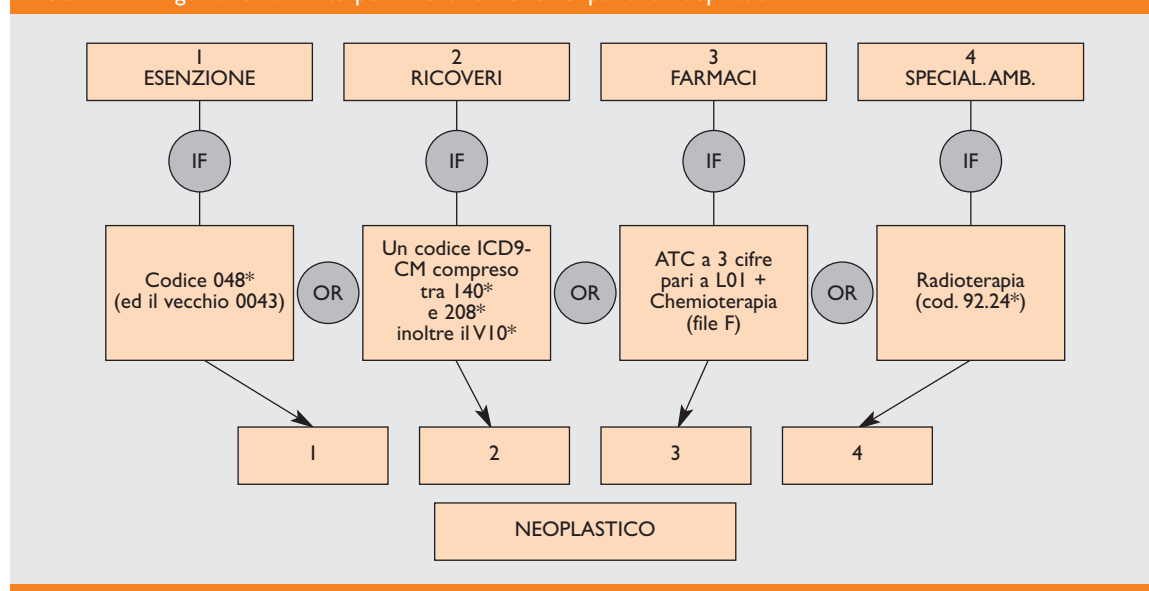 1
ESENZIONE
2
RICOVERI
3
FARMACI
4
SPECIAL.AMB.
IF
IF
IF
IF
Codice 048*
(ed il vecchio 0043)
OR
Un codice ICD9-
CM compreso
tra 140*
e 208*
inoltre il V10*
OR
ATC a 3 cifre
pari a L01 +
Chemioterapia
(file F)
OR
Radioterapia
(cod. 92.24*)
1
2
3
4
NEOPLASTICO